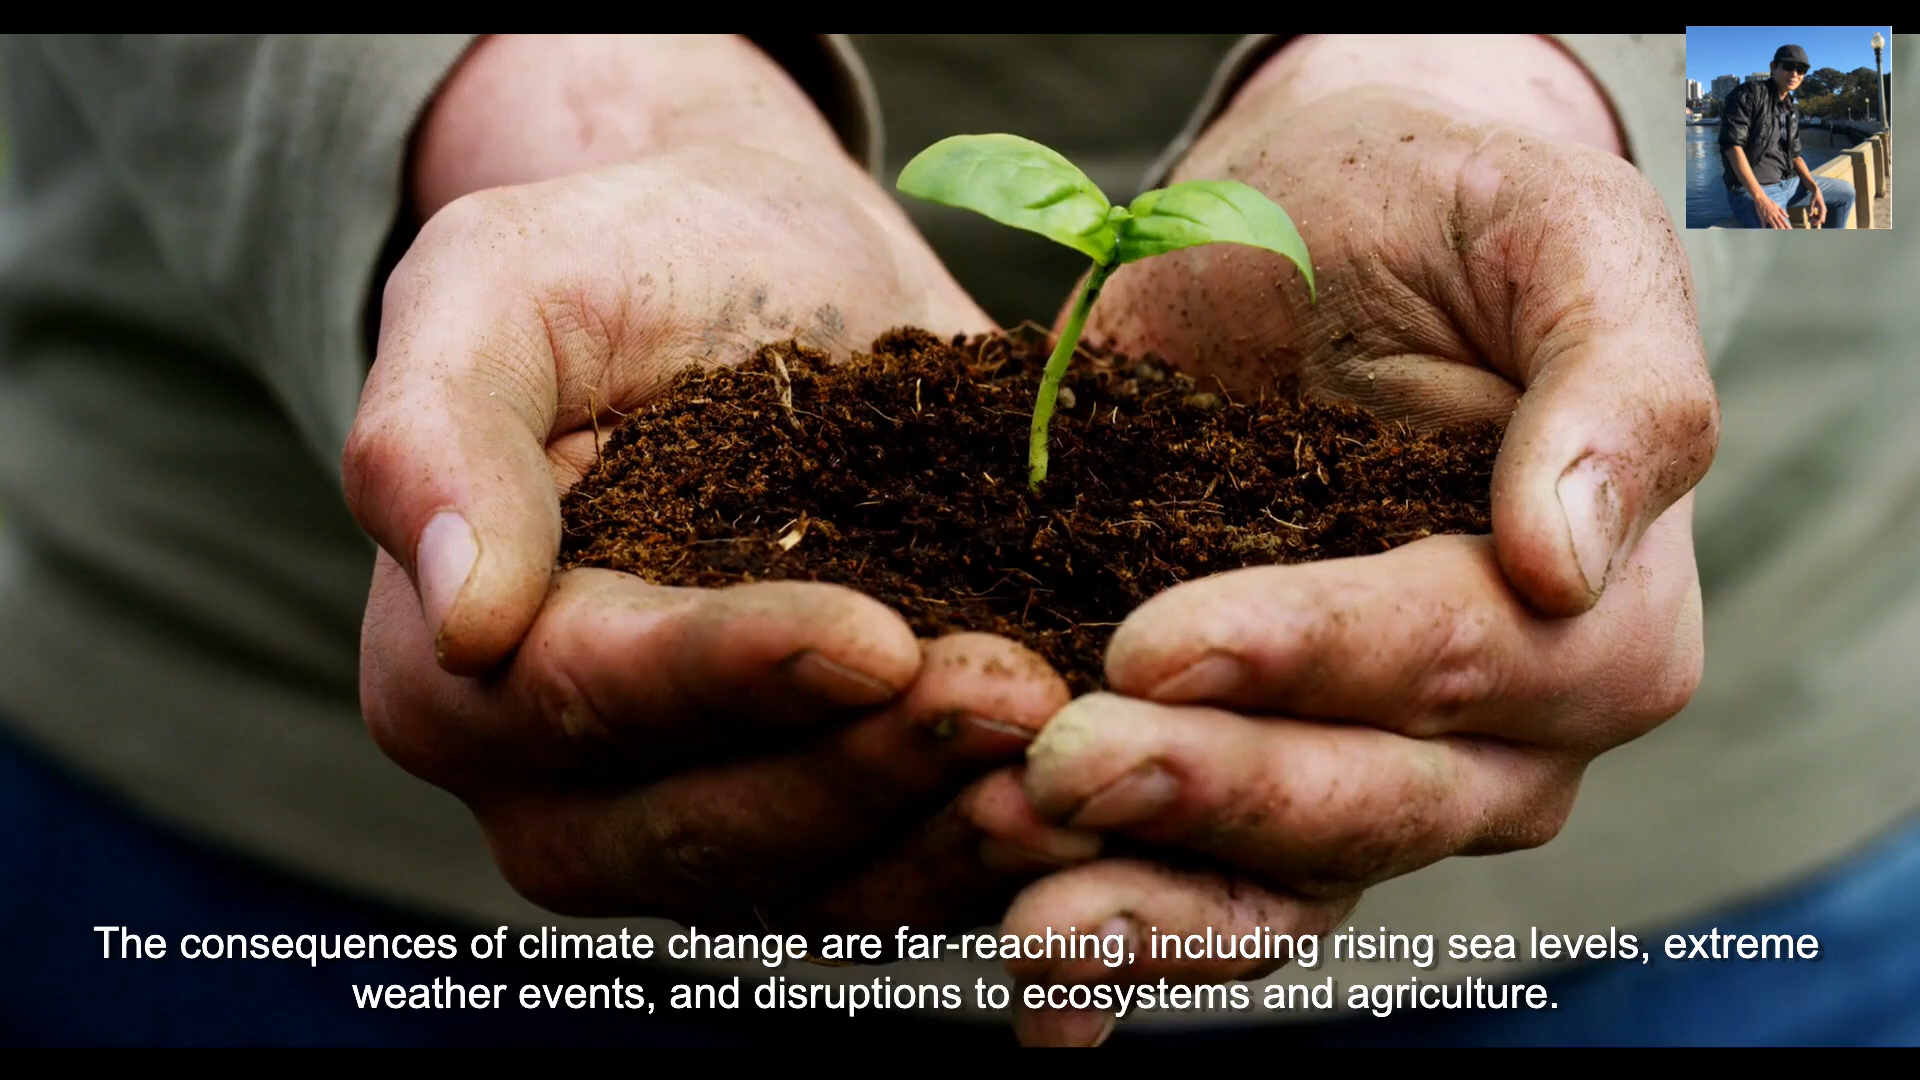 The consequences of climate change are far-reaching, including rising sea levels, extreme
weather events, and disruptions to ecosystems and agriculture.